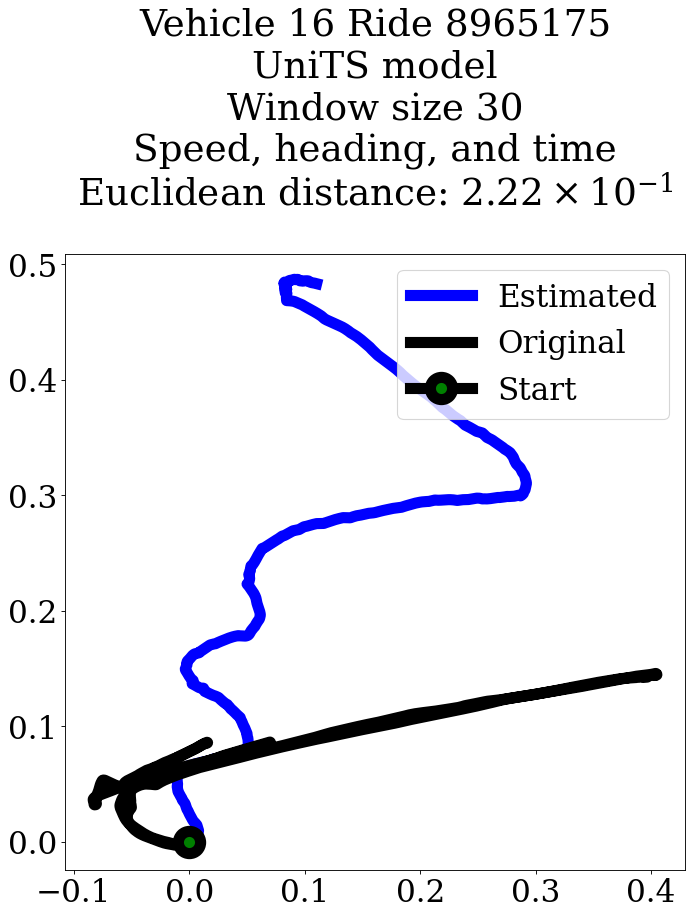 Vehicle 16 Ride 8965175
UniTS model
Window size 30
Speed, heading, and time
Euclidean distance: 2.22 × 10⁻¹
0.5
0.4
0.3
0.2
0.1
0.0
Estimated
Original
Start
−0.1 0.0 0.1 0.2 0.3 0.4